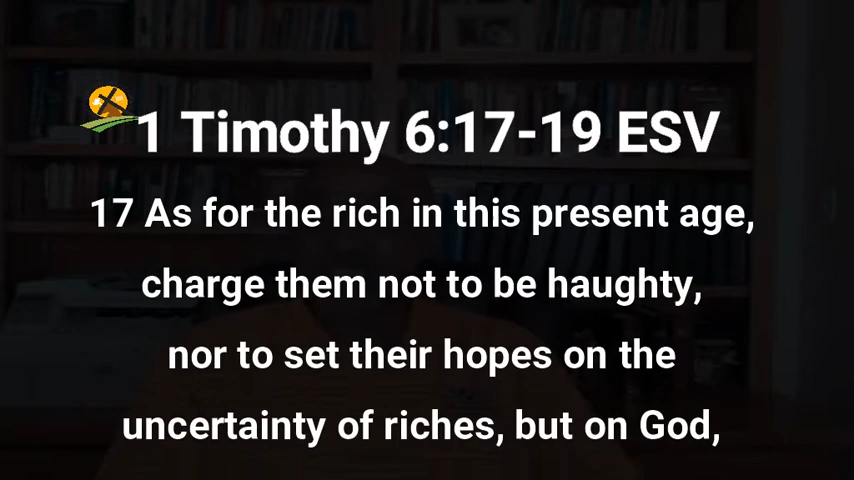 1 Timothy 6:17-19 ESV
17 As for the rich in this present age,
charge them not to be haughty,
nor to set their hopes on the
uncertainty of riches, but on God,